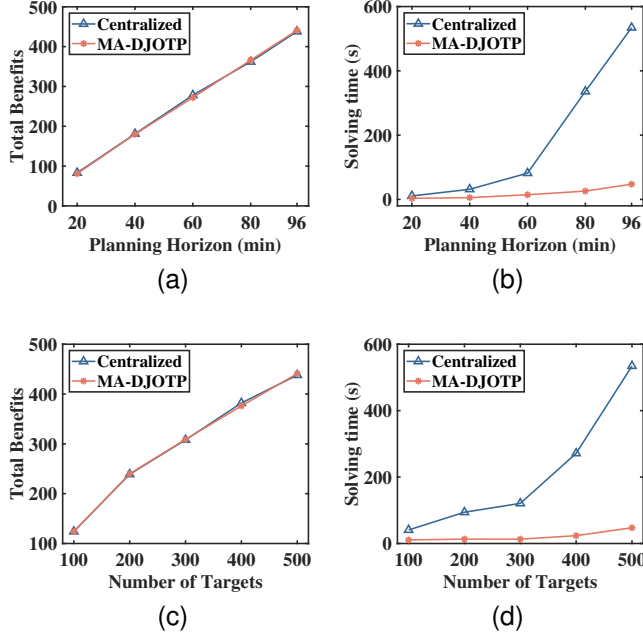 500
400
300
200
100
0
Total Benefits
Centralized
MA-DJOTP
20 40 60 80 96
Planning Horizon (min)
(a)
600
400
200
0
Solving time (s)
Centralized
MA-DJOTP
20 40 60 80 96
Planning Horizon (min)
(b)
500
400
300
200
100
Total Benefits
Centralized
MA-DJOTP
100 200 300 400 500
Number of Targets
(c)
600
400
200
0
Solving time (s)
Centralized
MA-DJOTP
100 200 300 400 500
Number of Targets
(d)